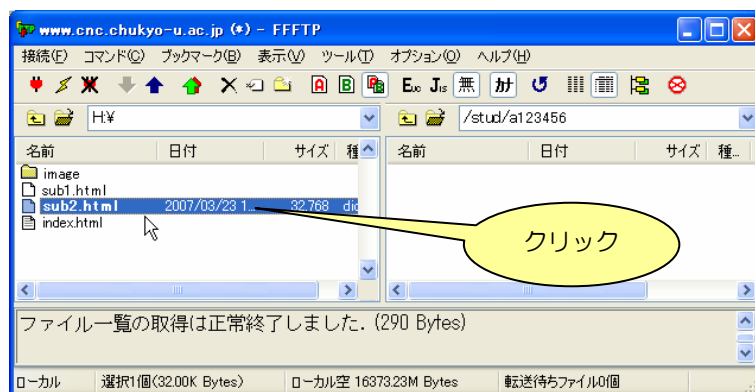 www.cnc.chukyo-u.ac.jp (*) - FFFTP
接続(F) コマンド(C) ブックマーク(B) 表示(V) ツール(T) オプション(O) ヘルプ(H)
A B B Euc JIS 無 カナ
H:¥ /stud/a123456
名前 日付 サイズ 種 名前 日付 サイズ 種...
image
sub1.html
sub2.html 2007/03/23 1... 32,768
index.html
クリック
ファイル一覧の取得は正常終了しました. (290 Bytes)
ローカル 選択1個(32.00K Bytes) ローカル空 16373.23M Bytes 転送待ちファイル0個